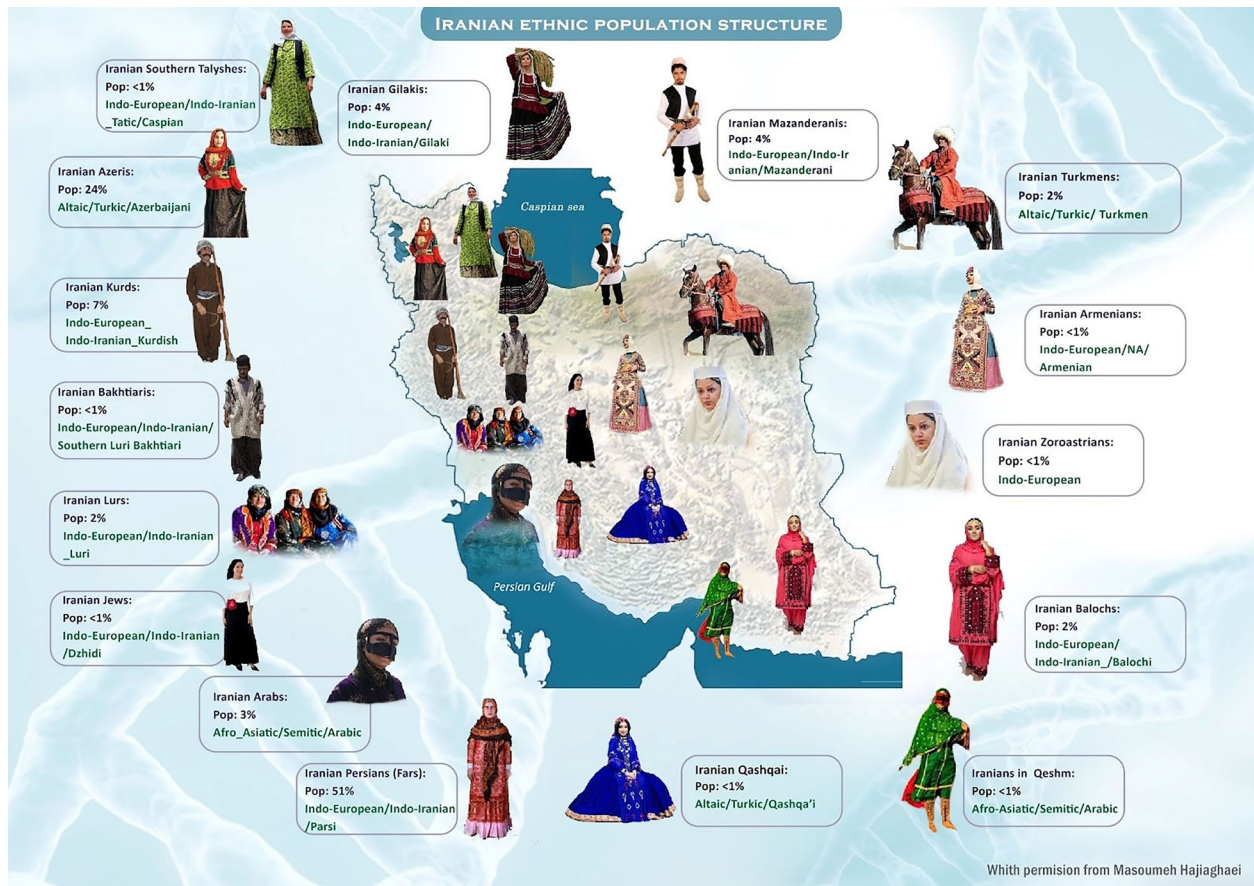 IRANIAN ETHNIC POPULATION STRUCTURE
Iranian Southern Talyshes:
Pop: <1%
Indo-European/Indo-Iranian
_Tatic/Caspian
Iranian Gilakis:
Pop: 4%
Indo-European/
Indo-Iranian/Gilaki
Iranian Mazanderanis:
Pop: 4%
Indo-European/Indo-Ir
anian/Mazanderani
Iranian Azeris:
Pop: 24%
Altaic/Turkic/Azerbaijani
Iranian Turkmens:
Pop: 2%
Altaic/Turkic/ Turkmen
Caspian sea
Iranian Kurds:
Pop: 7%
Indo-European_
Indo-Iranian_Kurdish
Iranian Armenians:
Pop: <1%
Indo-European/NA/
Armenian
Iranian Bakhtiaris:
Pop: <1%
Indo-European/Indo-Iranian/
Southern Luri Bakhtiari
Iranian Zoroastrians:
Pop: <1%
Indo-European
Iranian Lurs:
Pop: 2%
Indo-European/Indo-Iranian
_Luri
Persian Gulf
Iranian Jews:
Pop: <1%
Indo-European/Indo-Iranian
/Dzhidi
Iranian Balochs:
Pop: 2%
Indo-European/
Indo-Iranian_/Balochi
Iranian Arabs:
Pop: 3%
Afro_Asiatic/Semitic/Arabic
Iranian Persians (Fars):
Pop: 51%
Indo-European/Indo-Iranian
/Parsi
Iranian Qashqai:
Pop: <1%
Altaic/Turkic/Qashqa’i
Iranians in Qeshm:
Pop: <1%
Afro-Asiatic/Semitic/Arabic
Whith permision from Masoumeh Hajiaghaei